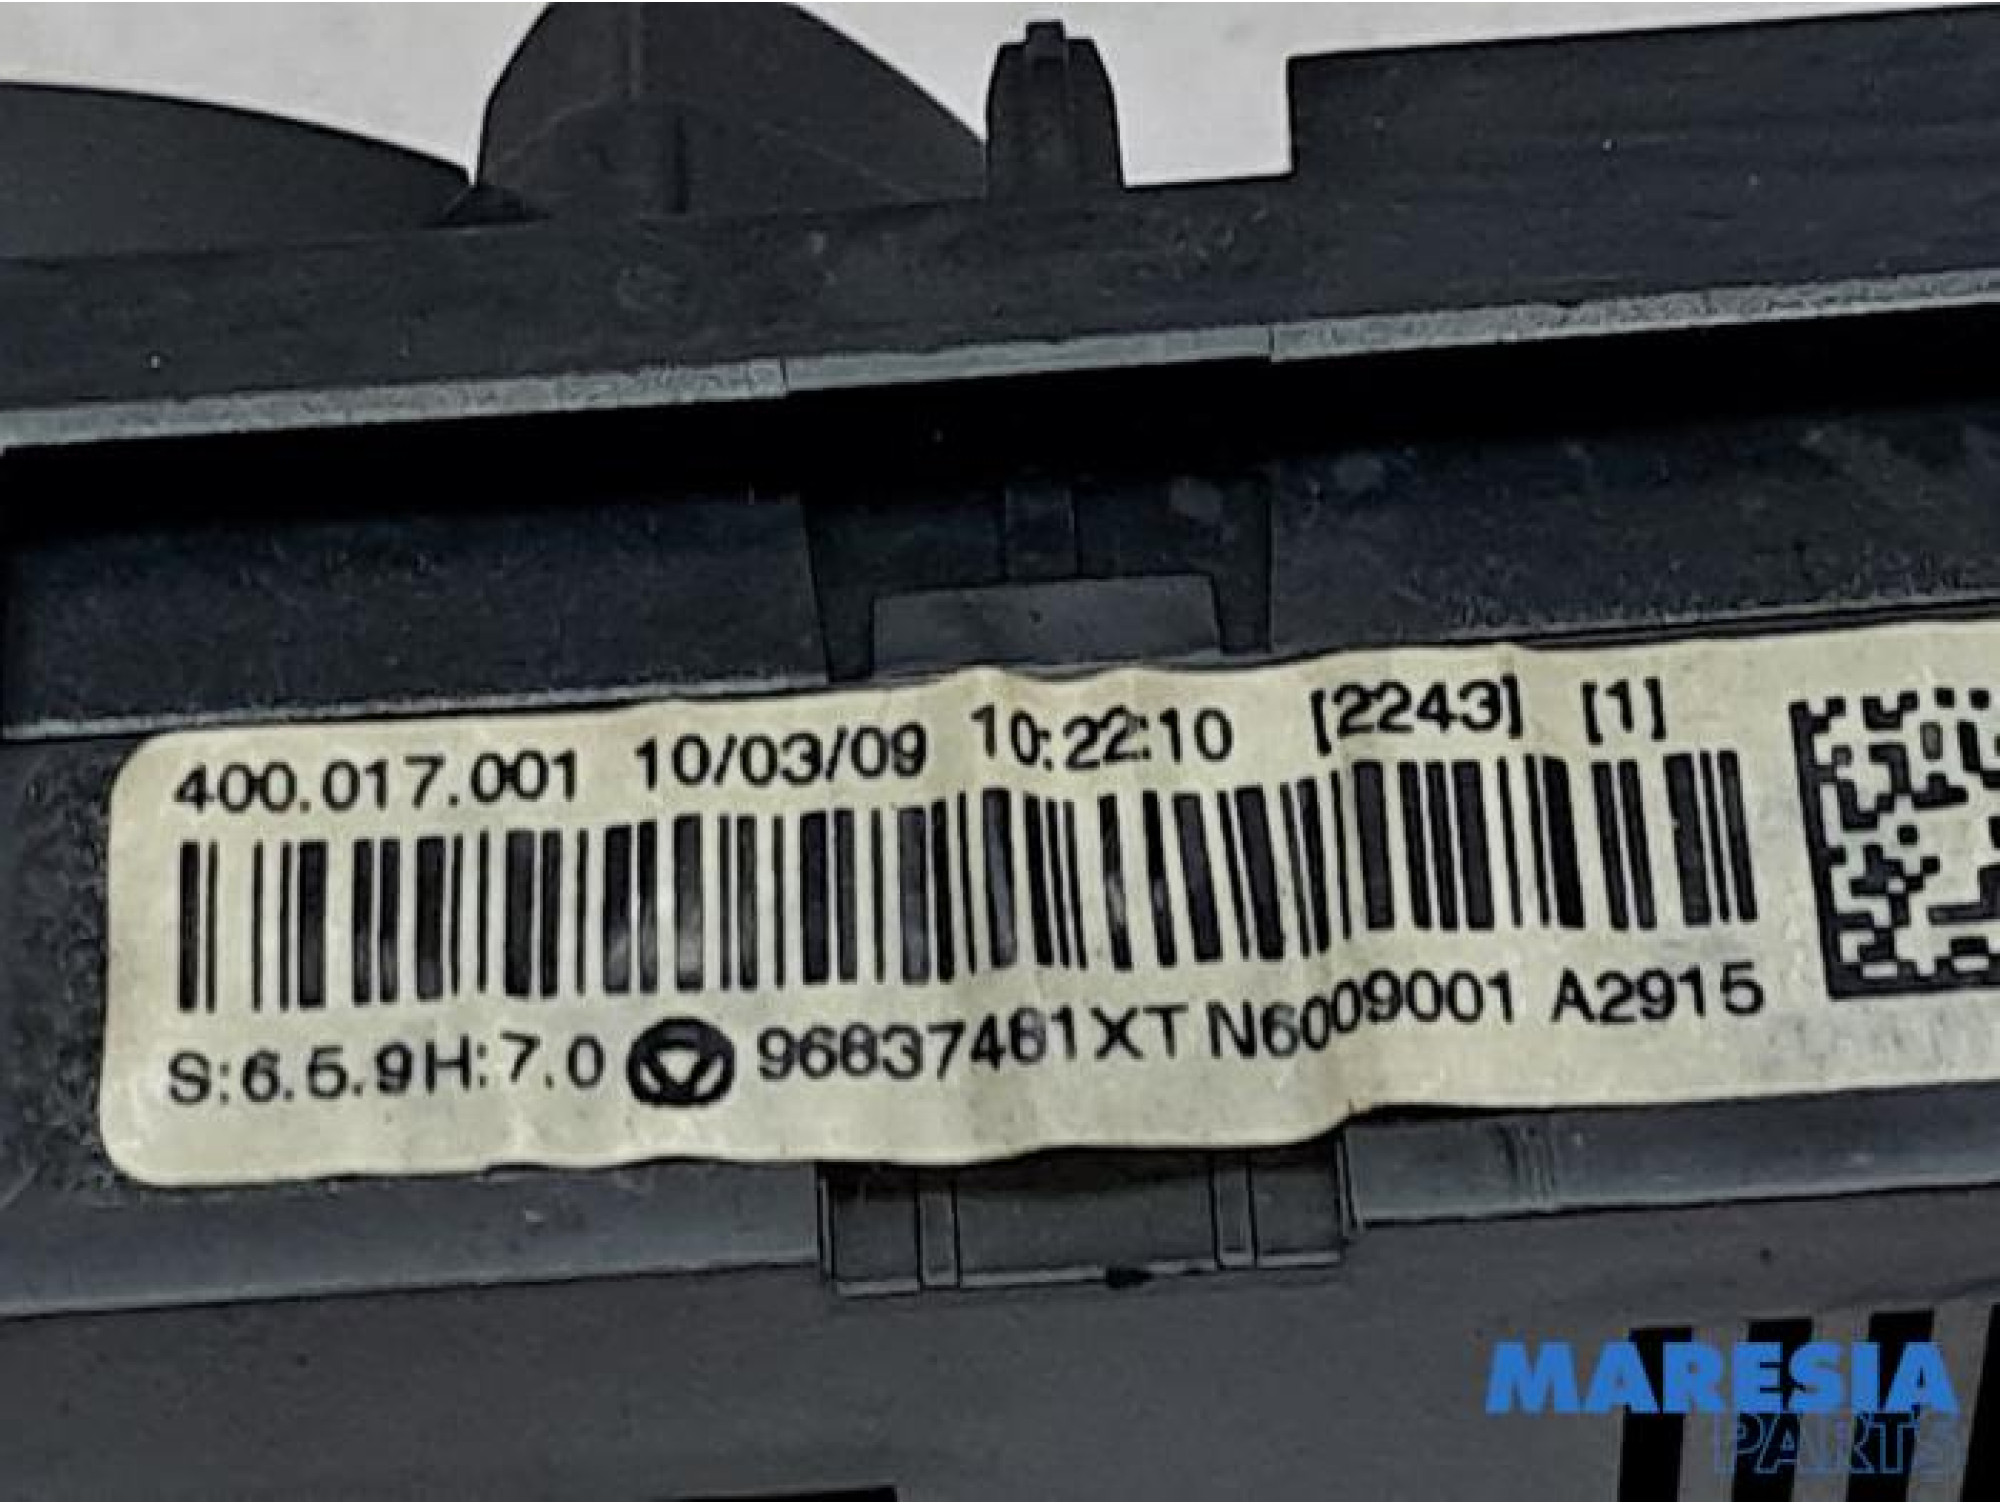 400.017.001 10/03/09 10:22:10 [2243] [1]
S:6.5.9H:7.0 96837461XT N6009001 A2915
MARESIA
PARTS